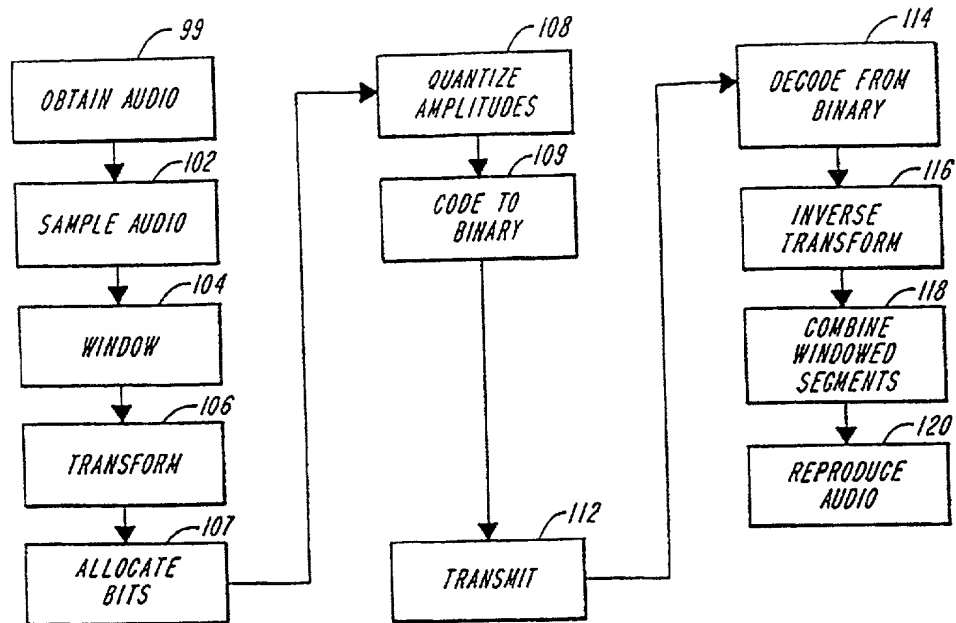 99
OBTAIN AUDIO
102
SAMPLE AUDIO
104
WINDOW
106
TRANSFORM
107
ALLOCATE
BITS
108
QUANTIZE
AMPLITUDES
109
CODE TO
BINARY
112
TRANSMIT
114
DECODE FROM
BINARY
116
INVERSE
TRANSFORM
118
COMBINE
WINDOWED
SEGMENTS
120
REPRODUCE
AUDIO